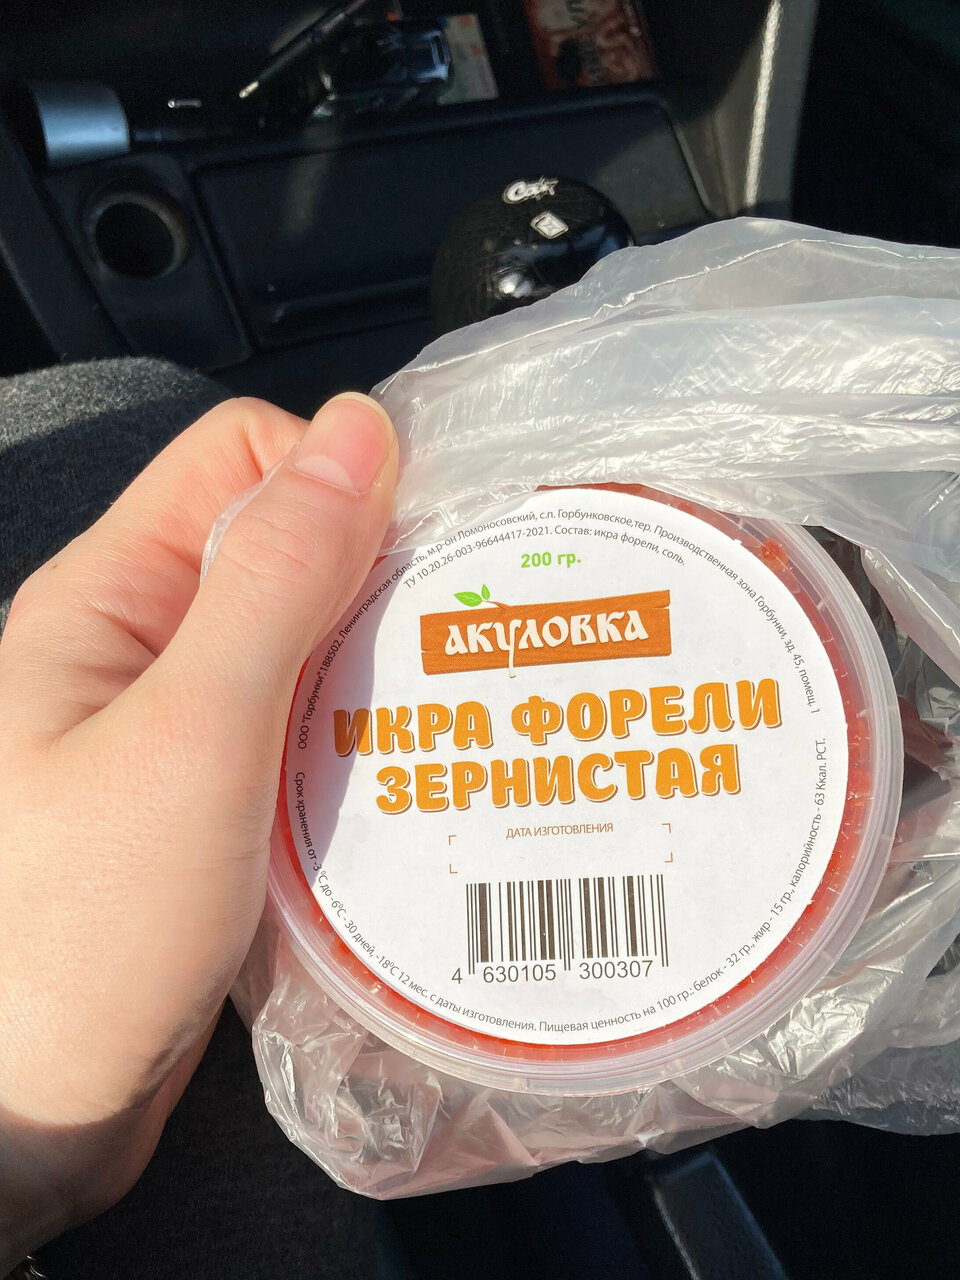 ООО "Горбунки",188502, Ленинградская область, м.р-он Ломоносовский, с.п. Горбунковское,тер. Производственная зона Горбунки, зд. 45, помещ. 1
ТУ 10.20.26-003-96644417-2021. Состав: икра форели, соль.
200 гр.
АКУЛОВКА
ИКРА ФОРЕЛИ
ЗЕРНИСТАЯ
ДАТА ИЗГОТОВЛЕНИЯ
4 630105 300307
Срок хранения от -3 °С до -6°С - 30 дней, -18°С 12 мес. с даты изготовления. Пищевая ценность на 100 гр.: белок - 32 гр., жир - 15 гр., калорийность - 63 Ккал. РСТ.